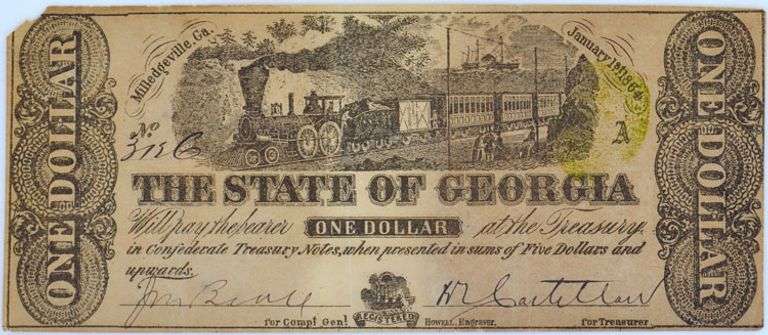 Milledgeville, Ga.
January 1st, 1864
ONE DOLLAR
ONE DOLLAR
No
A
THE STATE OF GEORGIA
Will pay the bearer ONE DOLLAR at the Treasury
in Confederate Treasury Notes, when presented in sums of Five Dollars and
upwards.
for Compt Genl
REGISTERED
HOWELL, Engraver.
for Treasurer